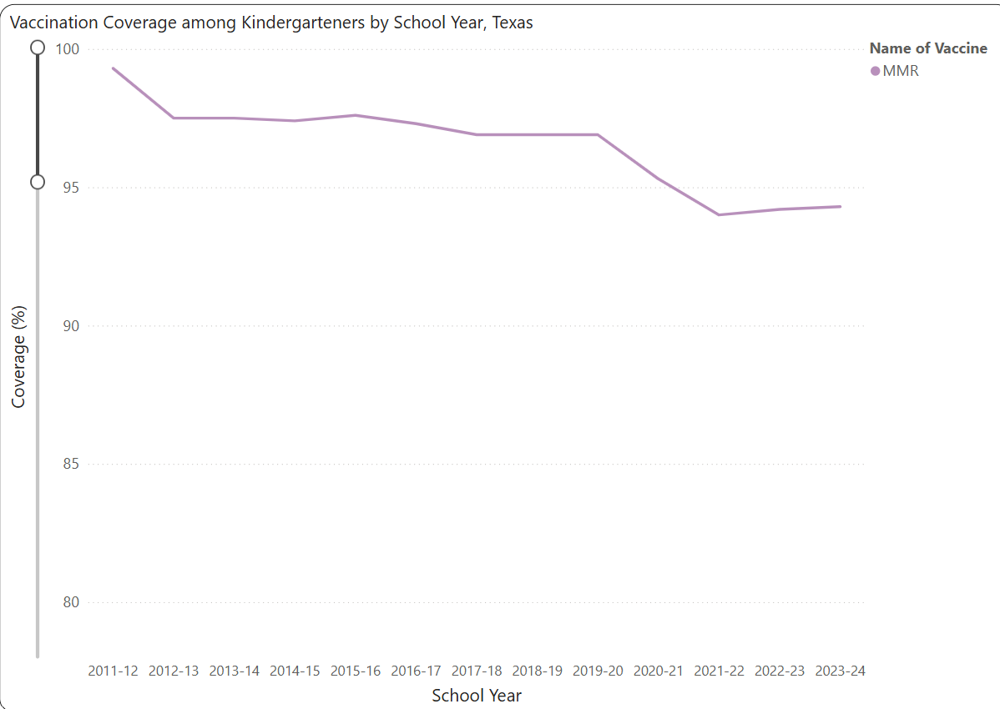 Vaccination Coverage among Kindergarteners by School Year, Texas
Name of Vaccine
MMR
Coverage (%)
100
95
90
85
80
2011-12 2012-13 2013-14 2014-15 2015-16 2016-17 2017-18 2018-19 2019-20 2020-21 2021-22 2022-23 2023-24
School Year